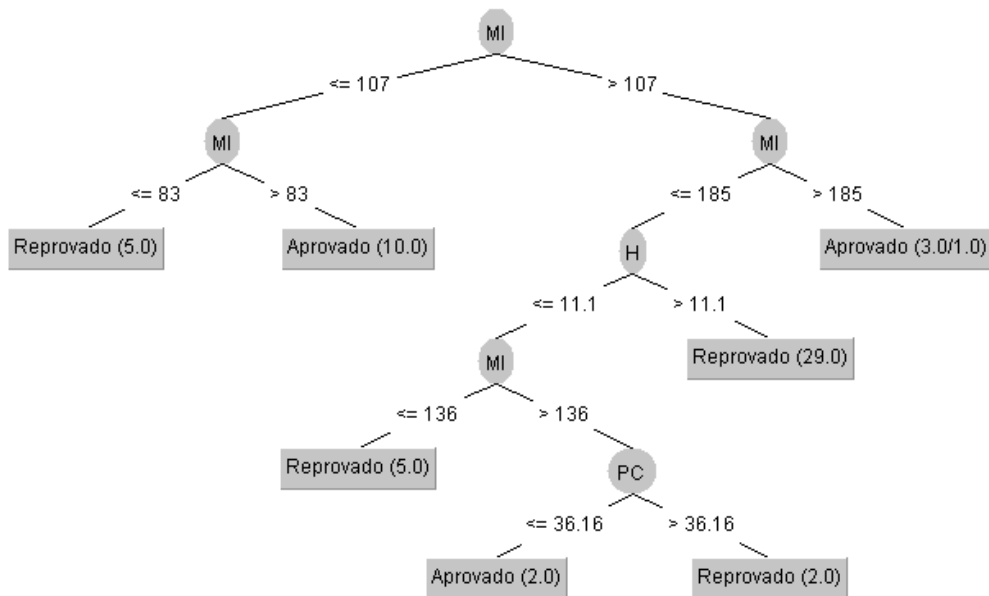 MI
<= 107 > 107
MI MI
<= 83 > 83 <= 185 > 185
Reprovado (5.0) Aprovado (10.0) H Aprovado (3.0/1.0)
<= 11.1 > 11.1
MI Reprovado (29.0)
<= 136 > 136
Reprovado (5.0) PC
<= 36.16 > 36.16
Aprovado (2.0) Reprovado (2.0)